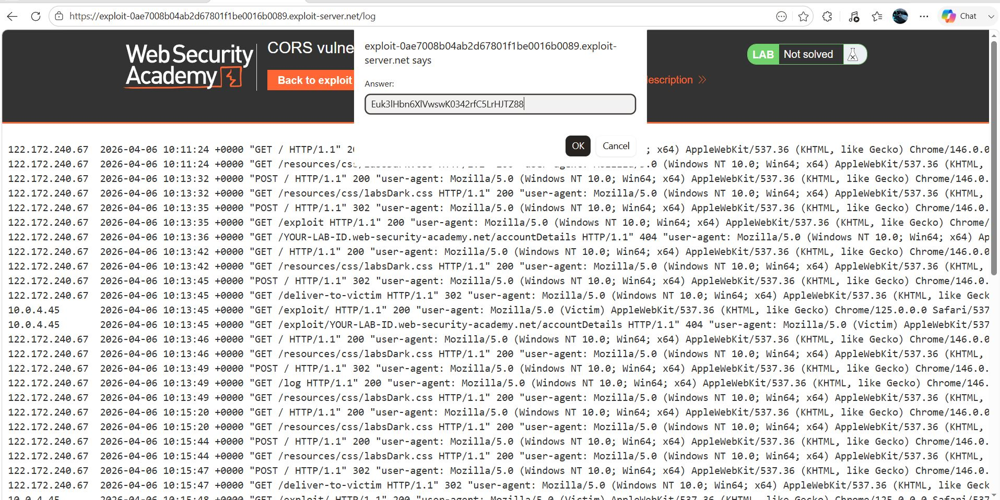 https://exploit-0ae7008b04ab2d67801f1be0016b0089.exploit-server.net/log
Chat
Web Security
Academy
CORS vulne
Back to exploit
exploit-0ae7008b04ab2d67801f1be0016b0089.exploit-
server.net says
Answer:
Euk3lHbn6XlVwswK0342rfC5LrHJTZ88
OK
Cancel
LAB
Not solved
escription
122.172.240.67 2026-04-06 10:11:24 +0000 "GET / HTTP/1.1" ; x64) AppleWebKit/537.36 (KHTML, like Gecko) Chrome/146.0.0
122.172.240.67 2026-04-06 10:11:24 +0000 "GET /resources/css .0 (Windows NT 10.0; Win64; x64) AppleWebKit/537.36 (KHTML,
122.172.240.67 2026-04-06 10:13:32 +0000 "POST / HTTP/1.1" 200 "user-agent: Mozilla/5.0 (Windows NT 10.0; Win64; x64) AppleWebKit/537.36 (KHTML, like Gecko) Chrome/146.0.
122.172.240.67 2026-04-06 10:13:32 +0000 "GET /resources/css/labsDark.css HTTP/1.1" 200 "user-agent: Mozilla/5.0 (Windows NT 10.0; Win64; x64) AppleWebKit/537.36 (KHTML,
122.172.240.67 2026-04-06 10:13:35 +0000 "POST / HTTP/1.1" 302 "user-agent: Mozilla/5.0 (Windows NT 10.0; Win64; x64) AppleWebKit/537.36 (KHTML, like Gecko) Chrome/146.0.
122.172.240.67 2026-04-06 10:13:35 +0000 "GET /exploit HTTP/1.1" 200 "user-agent: Mozilla/5.0 (Windows NT 10.0; Win64; x64) AppleWebKit/537.36 (KHTML, like Gecko) Chrome/
122.172.240.67 2026-04-06 10:13:36 +0000 "GET /YOUR-LAB-ID.web-security-academy.net/accountDetails HTTP/1.1" 404 "user-agent: Mozilla/5.0 (Windows NT 10.0; Win64; x64) Ap
122.172.240.67 2026-04-06 10:13:42 +0000 "GET / HTTP/1.1" 200 "user-agent: Mozilla/5.0 (Windows NT 10.0; Win64; x64) AppleWebKit/537.36 (KHTML, like Gecko) Chrome/146.0.0
122.172.240.67 2026-04-06 10:13:42 +0000 "GET /resources/css/labsDark.css HTTP/1.1" 200 "user-agent: Mozilla/5.0 (Windows NT 10.0; Win64; x64) AppleWebKit/537.36 (KHTML,
122.172.240.67 2026-04-06 10:13:45 +0000 "POST / HTTP/1.1" 302 "user-agent: Mozilla/5.0 (Windows NT 10.0; Win64; x64) AppleWebKit/537.36 (KHTML, like Gecko) Chrome/146.0.
122.172.240.67 2026-04-06 10:13:45 +0000 "GET /deliver-to-victim HTTP/1.1" 302 "user-agent: Mozilla/5.0 (Windows NT 10.0; Win64; x64) AppleWebKit/537.36 (KHTML, like Geck
10.0.4.45 2026-04-06 10:13:45 +0000 "GET /exploit/ HTTP/1.1" 200 "user-agent: Mozilla/5.0 (Victim) AppleWebKit/537.36 (KHTML, like Gecko) Chrome/125.0.0.0 Safari/537
10.0.4.45 2026-04-06 10:13:45 +0000 "GET /exploit/YOUR-LAB-ID.web-security-academy.net/accountDetails HTTP/1.1" 404 "user-agent: Mozilla/5.0 (Victim) AppleWebKit/537
122.172.240.67 2026-04-06 10:13:46 +0000 "GET / HTTP/1.1" 200 "user-agent: Mozilla/5.0 (Windows NT 10.0; Win64; x64) AppleWebKit/537.36 (KHTML, like Gecko) Chrome/146.0.0
122.172.240.67 2026-04-06 10:13:46 +0000 "GET /resources/css/labsDark.css HTTP/1.1" 200 "user-agent: Mozilla/5.0 (Windows NT 10.0; Win64; x64) AppleWebKit/537.36 (KHTML,
122.172.240.67 2026-04-06 10:13:49 +0000 "POST / HTTP/1.1" 302 "user-agent: Mozilla/5.0 (Windows NT 10.0; Win64; x64) AppleWebKit/537.36 (KHTML, like Gecko) Chrome/146.0.
122.172.240.67 2026-04-06 10:13:49 +0000 "GET /log HTTP/1.1" 200 "user-agent: Mozilla/5.0 (Windows NT 10.0; Win64; x64) AppleWebKit/537.36 (KHTML, like Gecko) Chrome/146.
122.172.240.67 2026-04-06 10:13:49 +0000 "GET /resources/css/labsDark.css HTTP/1.1" 200 "user-agent: Mozilla/5.0 (Windows NT 10.0; Win64; x64) AppleWebKit/537.36 (KHTML,
122.172.240.67 2026-04-06 10:15:20 +0000 "GET / HTTP/1.1" 200 "user-agent: Mozilla/5.0 (Windows NT 10.0; Win64; x64) AppleWebKit/537.36 (KHTML, like Gecko) Chrome/146.0.0
122.172.240.67 2026-04-06 10:15:20 +0000 "GET /resources/css/labsDark.css HTTP/1.1" 200 "user-agent: Mozilla/5.0 (Windows NT 10.0; Win64; x64) AppleWebKit/537.36 (KHTML,
122.172.240.67 2026-04-06 10:15:44 +0000 "POST / HTTP/1.1" 200 "user-agent: Mozilla/5.0 (Windows NT 10.0; Win64; x64) AppleWebKit/537.36 (KHTML, like Gecko) Chrome/146.0.
122.172.240.67 2026-04-06 10:15:44 +0000 "GET /resources/css/labsDark.css HTTP/1.1" 200 "user-agent: Mozilla/5.0 (Windows NT 10.0; Win64; x64) AppleWebKit/537.36 (KHTML,
122.172.240.67 2026-04-06 10:15:47 +0000 "POST / HTTP/1.1" 302 "user-agent: Mozilla/5.0 (Windows NT 10.0; Win64; x64) AppleWebKit/537.36 (KHTML, like Gecko) Chrome/146.0.
122.172.240.67 2026-04-06 10:15:47 +0000 "GET /deliver-to-victim HTTP/1.1" 302 "user-agent: Mozilla/5.0 (Windows NT 10.0; Win64; x64) AppleWebKit/537.36 (KHTML, like Geck
10.0.4.45 2026-04-06 10:15:48 +0000 "GET /exploit/ HTTP/1.1" 200 "user-agent: Mozilla/5.0 (Victim) AppleWebKit/537.36 (KHTML, like Gecko) Chrome/125.0.0.0 Safari/537